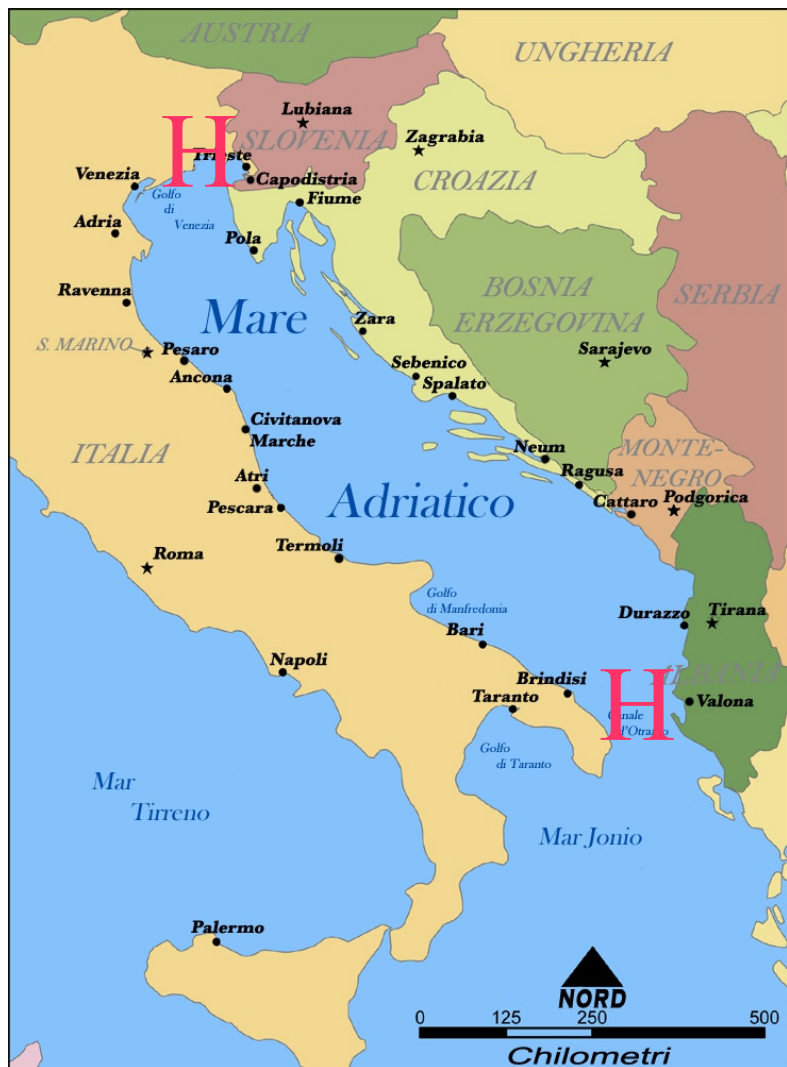 AUSTRIA
UNGHERIA
Lubiana
H
SLOVENIA
Zagrabia
Trieste
Venezia
Capodistria
CROAZIA
Golfo
di
Venezia
Fiume
Adria
Pola
Ravenna
BOSNIA
ERZEGOVINA
SERBIA
Mare
Zara
S. MARINO
Pesaro
Sarajevo
Ancona
Sebenico
Spalato
Civitanova
Marche
ITALIA
Neum
MONTE-
NEGRO
Atri
Ragusa
Pescara
Adriatico
Cattaro
Podgorica
Termoli
Roma
Golfo
di Manfredonia
Durazzo
Tirana
Bari
Napoli
Brindisi
ALBANIA
H
Taranto
Valona
Canale
d'Otranto
Golfo
di Taranto
Mar
Tirreno
Mar Jonio
Palermo
NORD
0 125 250 500
Chilometri